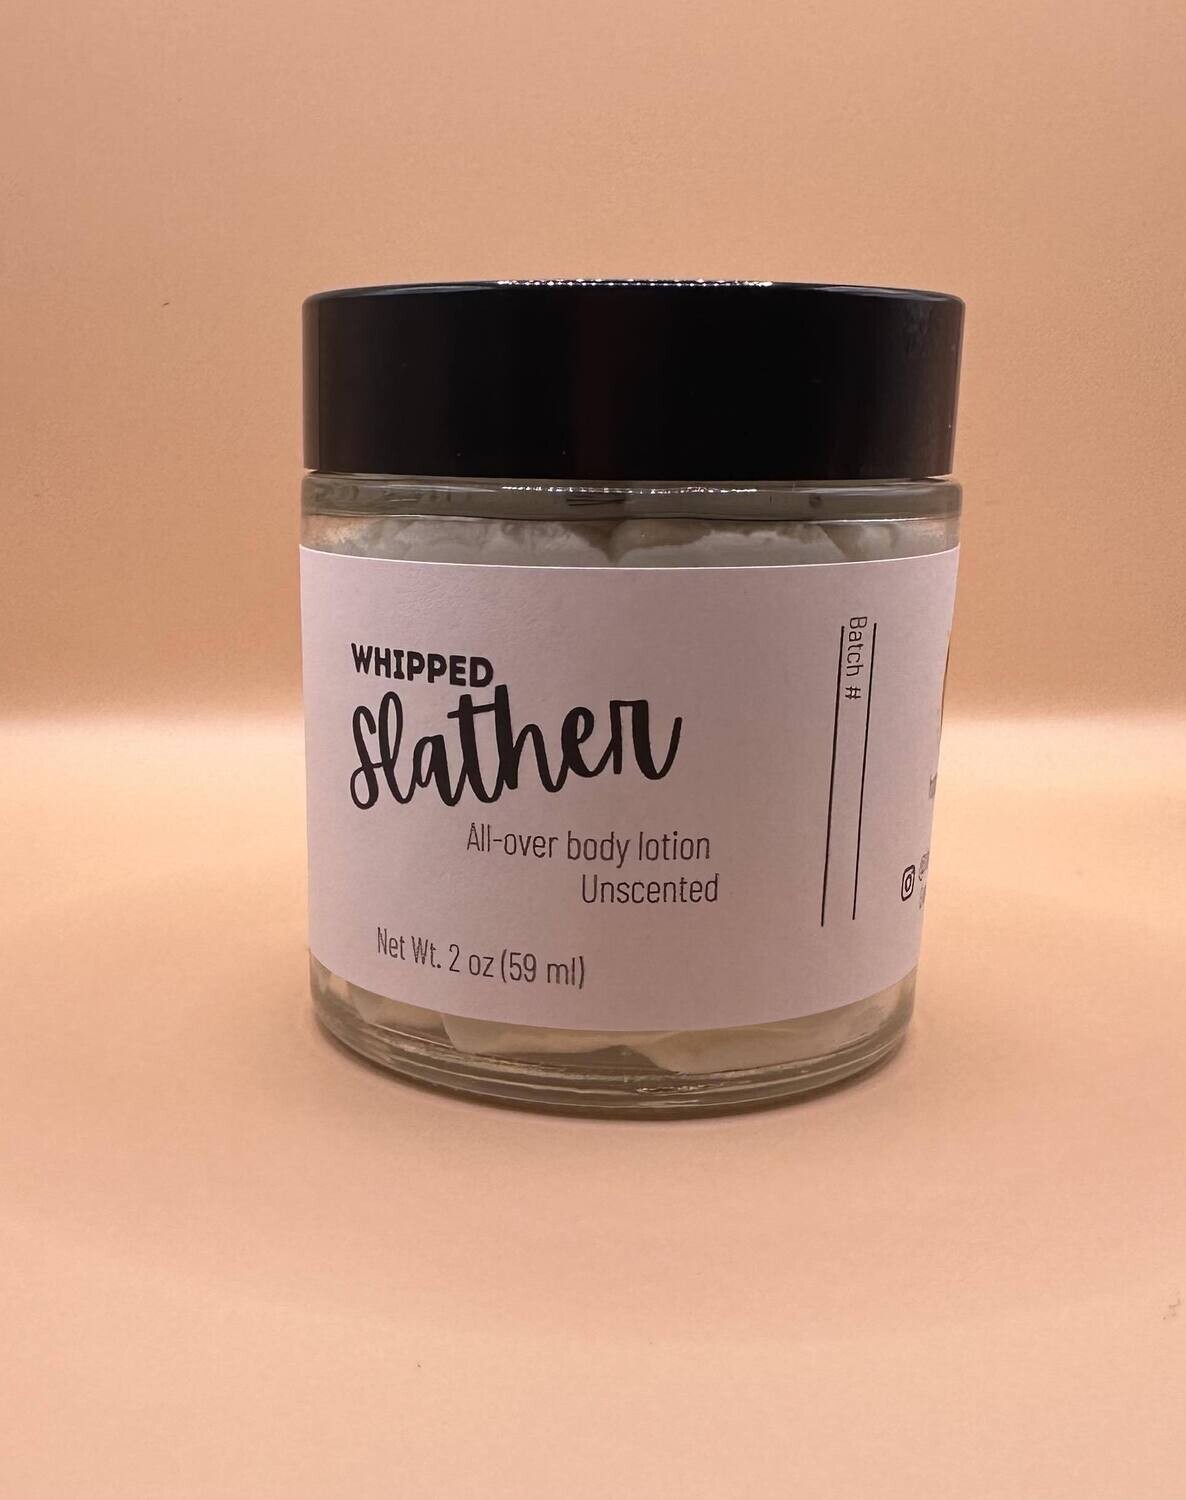 WHIPPED
Slather
All-over body lotion
Unscented
Net Wt. 2 oz (59 ml)
Batch #